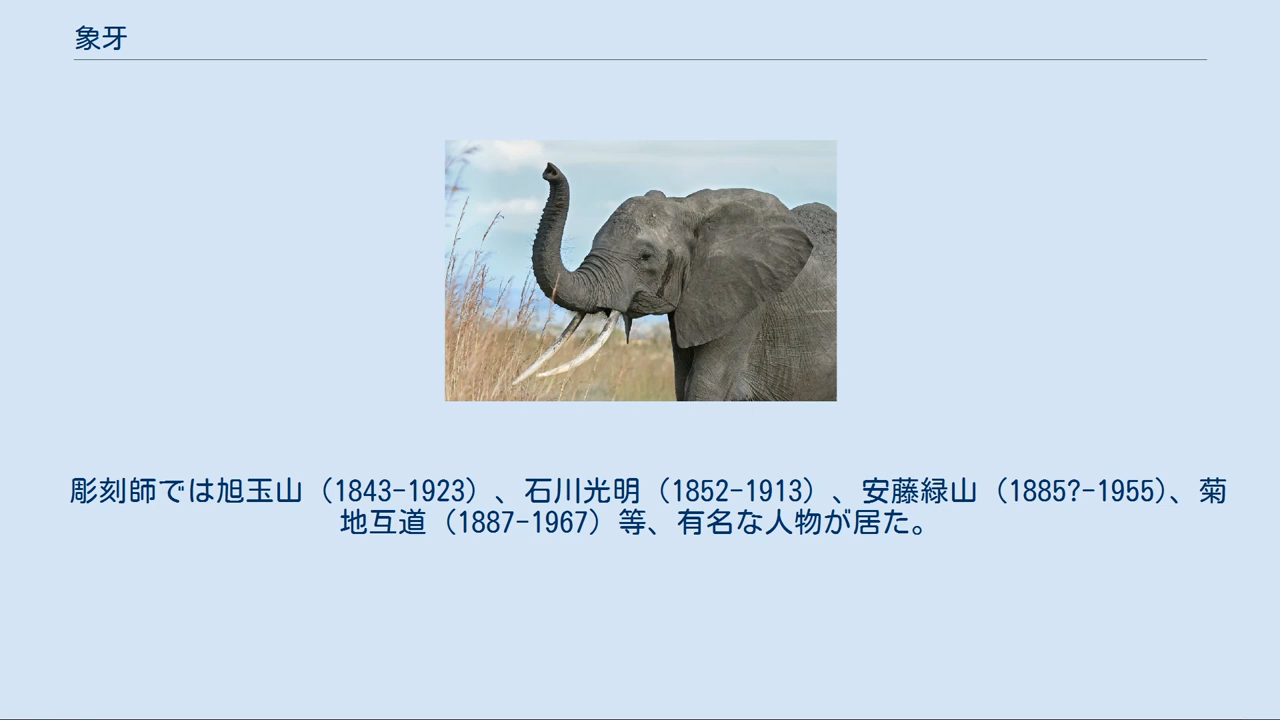 象牙
彫刻師では旭玉山（1843-1923）、石川光明（1852-1913）、安藤緑山（1885?-1955)、菊
地互道（1887-1967）等、有名な人物が居た。